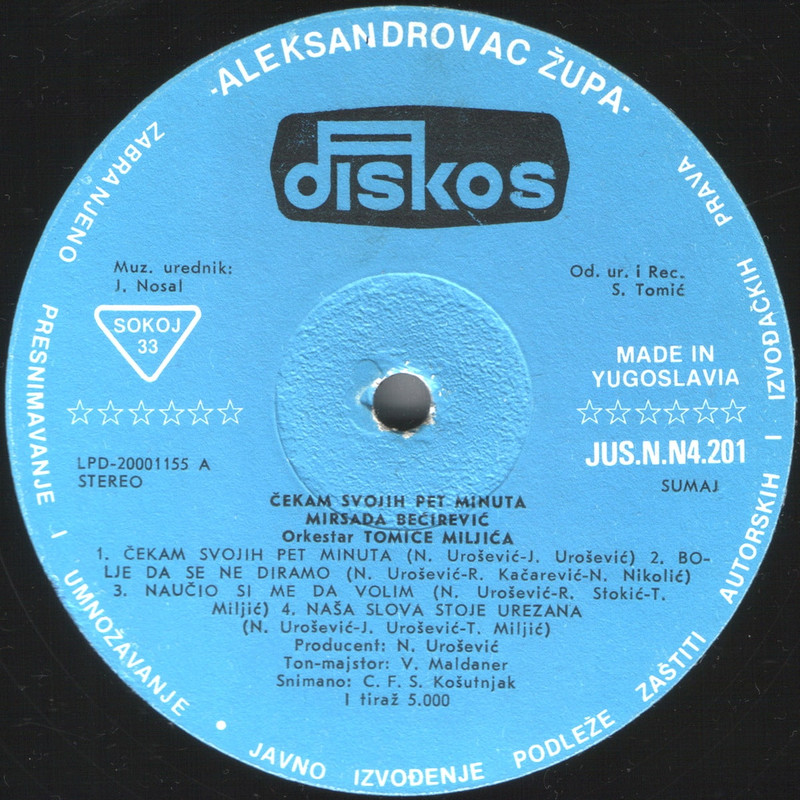 -ALEKSANDROVAC ŽUPA-
diskos
ZABRANJENO PRESNIMAVANJE I UMNOŽAVANJE • JAVNO IZVOĐENJE PODLEŽE ZAŠTITI AUTORSKIH I IZVOĐAČKIH PRAVA
Muz. urednik:
J. Nosal
Od. ur. i Rec.
S. Tomić
SOKOJ
33
MADE IN
YUGOSLAVIA
☆☆☆☆☆☆
☆☆☆☆☆☆
LPD-20001155 A
STEREO
JUS.N.N4.201
SUMAJ
ČEKAM SVOJIH PET MINUTA
MIRSADA BEĆIREVIĆ
Orkestar TOMICE MILJIĆA
1. ČEKAM SVOJIH PET MINUTA (N. Urošević-J. Urošević) 2. BO-
LJE DA SE NE DIRAMO (N. Urošević-R. Kačarević-N. Nikolić)
3. NAUČIO SI ME DA VOLIM (N. Urošević-R. Stokić-T.
Miljić) 4. NAŠA SLOVA STOJE UREZANA
(N. Urošević-J. Urošević-T. Miljić)
Producent: N. Urošević
Ton-majstor: V. Maldaner
Snimano: C. F. S. Košutnjak
I tiraž 5.000